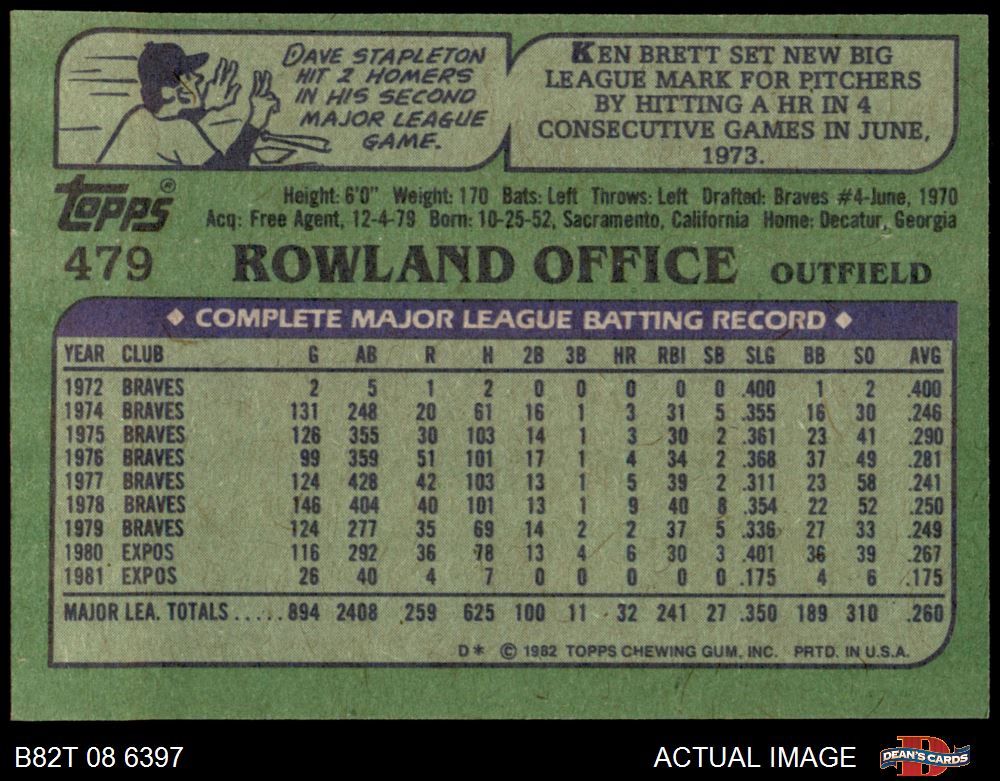 DAVE STAPLETON
HIT 2 HOMERS
IN HIS SECOND
MAJOR LEAGUE
GAME.
KEN BRETT SET NEW BIG
LEAGUE MARK FOR PITCHERS
BY HITTING A HR IN 4
CONSECUTIVE GAMES IN JUNE,
1973.
Topps®
Height: 6'0" Weight: 170 Bats: Left Throws: Left Drafted: Braves #4-June, 1970
Acq: Free Agent, 12-4-79 Born: 10-25-52, Sacramento, California Home: Decatur, Georgia
479 ROWLAND OFFICE OUTFIELD
◆ COMPLETE MAJOR LEAGUE BATTING RECORD ◆
YEAR CLUB G AB R H 2B 3B HR RBI SB SLG BB SO AVG
1972 BRAVES 2 5 1 2 0 0 0 0 0 .400 1 2 .400
1974 BRAVES 131 248 20 61 16 1 3 31 5 .355 16 30 .246
1975 BRAVES 126 355 30 103 14 1 3 30 2 .361 23 41 .290
1976 BRAVES 99 359 51 101 17 1 4 34 2 .368 37 49 .281
1977 BRAVES 124 428 42 103 13 1 5 39 2 .311 23 58 .241
1978 BRAVES 146 404 40 101 13 1 9 40 8 .354 22 52 .250
1979 BRAVES 124 277 35 69 14 2 2 37 5 .336 27 33 .249
1980 EXPOS 116 292 36 78 13 4 6 30 3 .401 36 39 .267
1981 EXPOS 26 40 4 7 0 0 0 0 0 .175 4 6 .175
MAJOR LEA. TOTALS ..... 894 2408 259 625 100 11 32 241 27 .350 189 310 .260
D* © 1982 TOPPS CHEWING GUM, INC. PRTD. IN U.S.A.
B82T 08 6397
ACTUAL IMAGE
DEAN'S CARDS